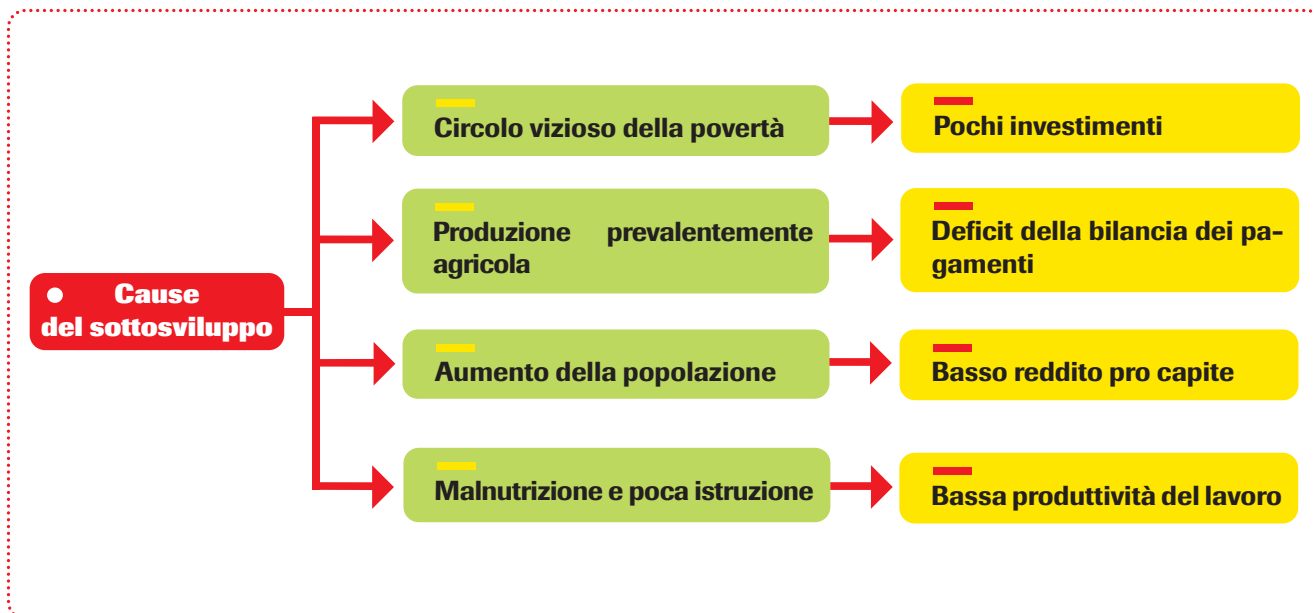 Cause
del sottosviluppo
Circolo vizioso della povertà
Pochi investimenti
Produzione prevalentemente
agricola
Deficit della bilancia dei pa-
gamenti
Aumento della popolazione
Basso reddito pro capite
Malnutrizione e poca istruzione
Bassa produttività del lavoro